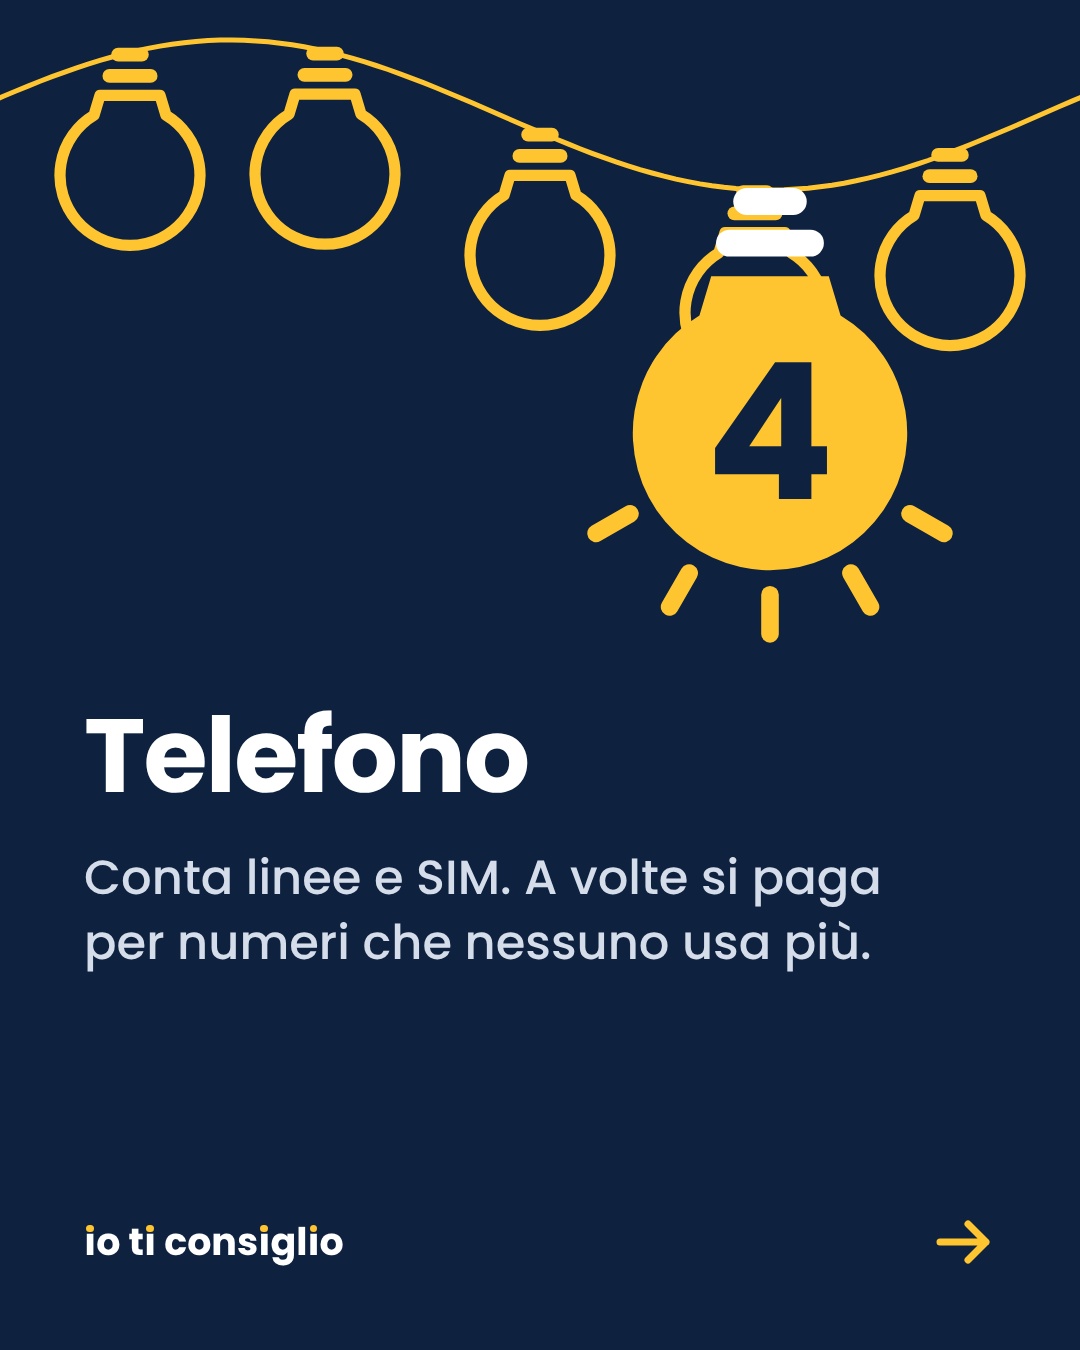 4
Telefono
Conta linee e SIM. A volte si paga
per numeri che nessuno usa più.
io ti consiglio